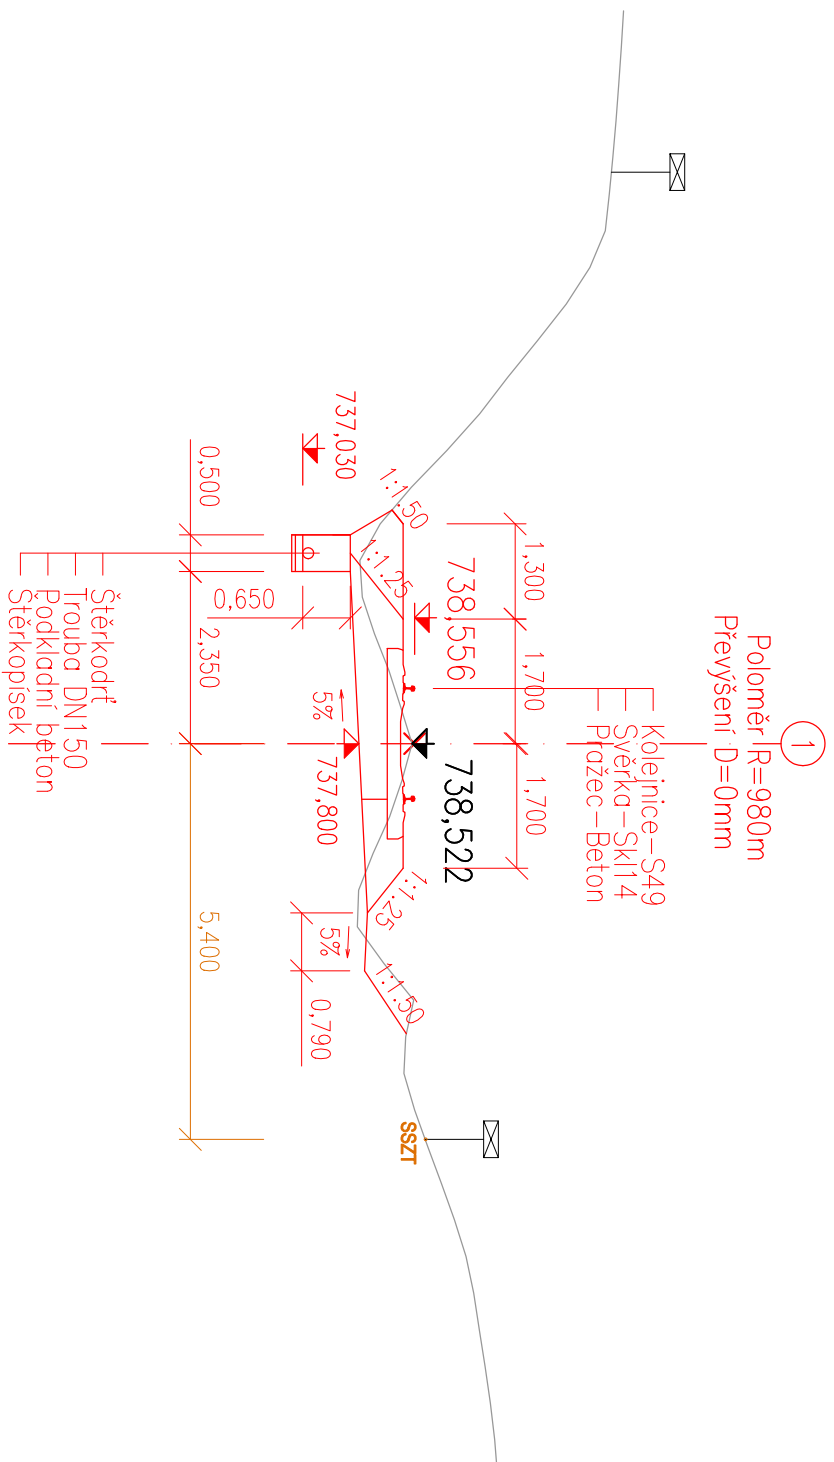 1
Poloměr R=980m
Převýšení D=0mm
Kolejnice–S49
Svěrka–Skl14
Pražec–Beton
1,300
1,700
1,700
738,556
738,522
1:1.50
1:1.25
1:1.25
1:1.50
737,030
737,800
5%
5%
0,650
0,790
0,500
2,350
5,400
SSZT
Štěrkodrť
Trouba DN150
Podkladní beton
Štěrkopísek